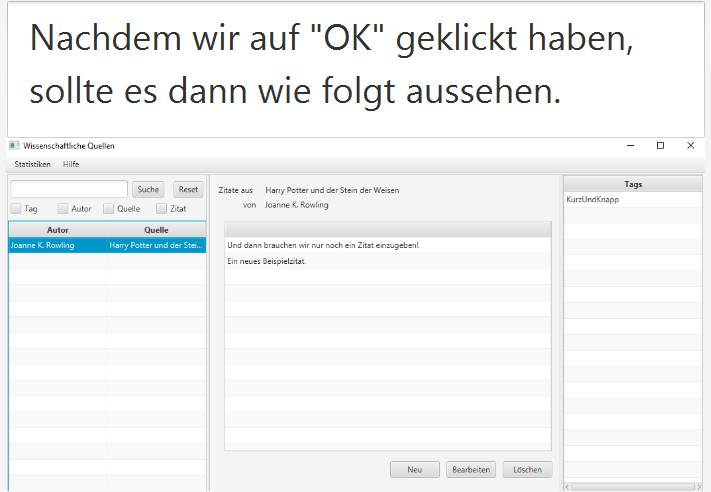 Nachdem wir auf "OK" geklickt haben,
sollte es dann wie folgt aussehen.
Wissenschaftliche Quellen
Statistiken Hilfe
Suche Reset
Tag Autor Quelle Zitat
Autor Quelle
Joanne K. Rowling Harry Potter und der Stei...
Zitate aus Harry Potter und der Stein der Weisen
von Joanne K. Rowling
Und dann brauchen wir nur noch ein Zitat einzugeben!
Ein neues Beispielzitat.
Neu Bearbeiten Löschen
Tags
KurzUndKnapp